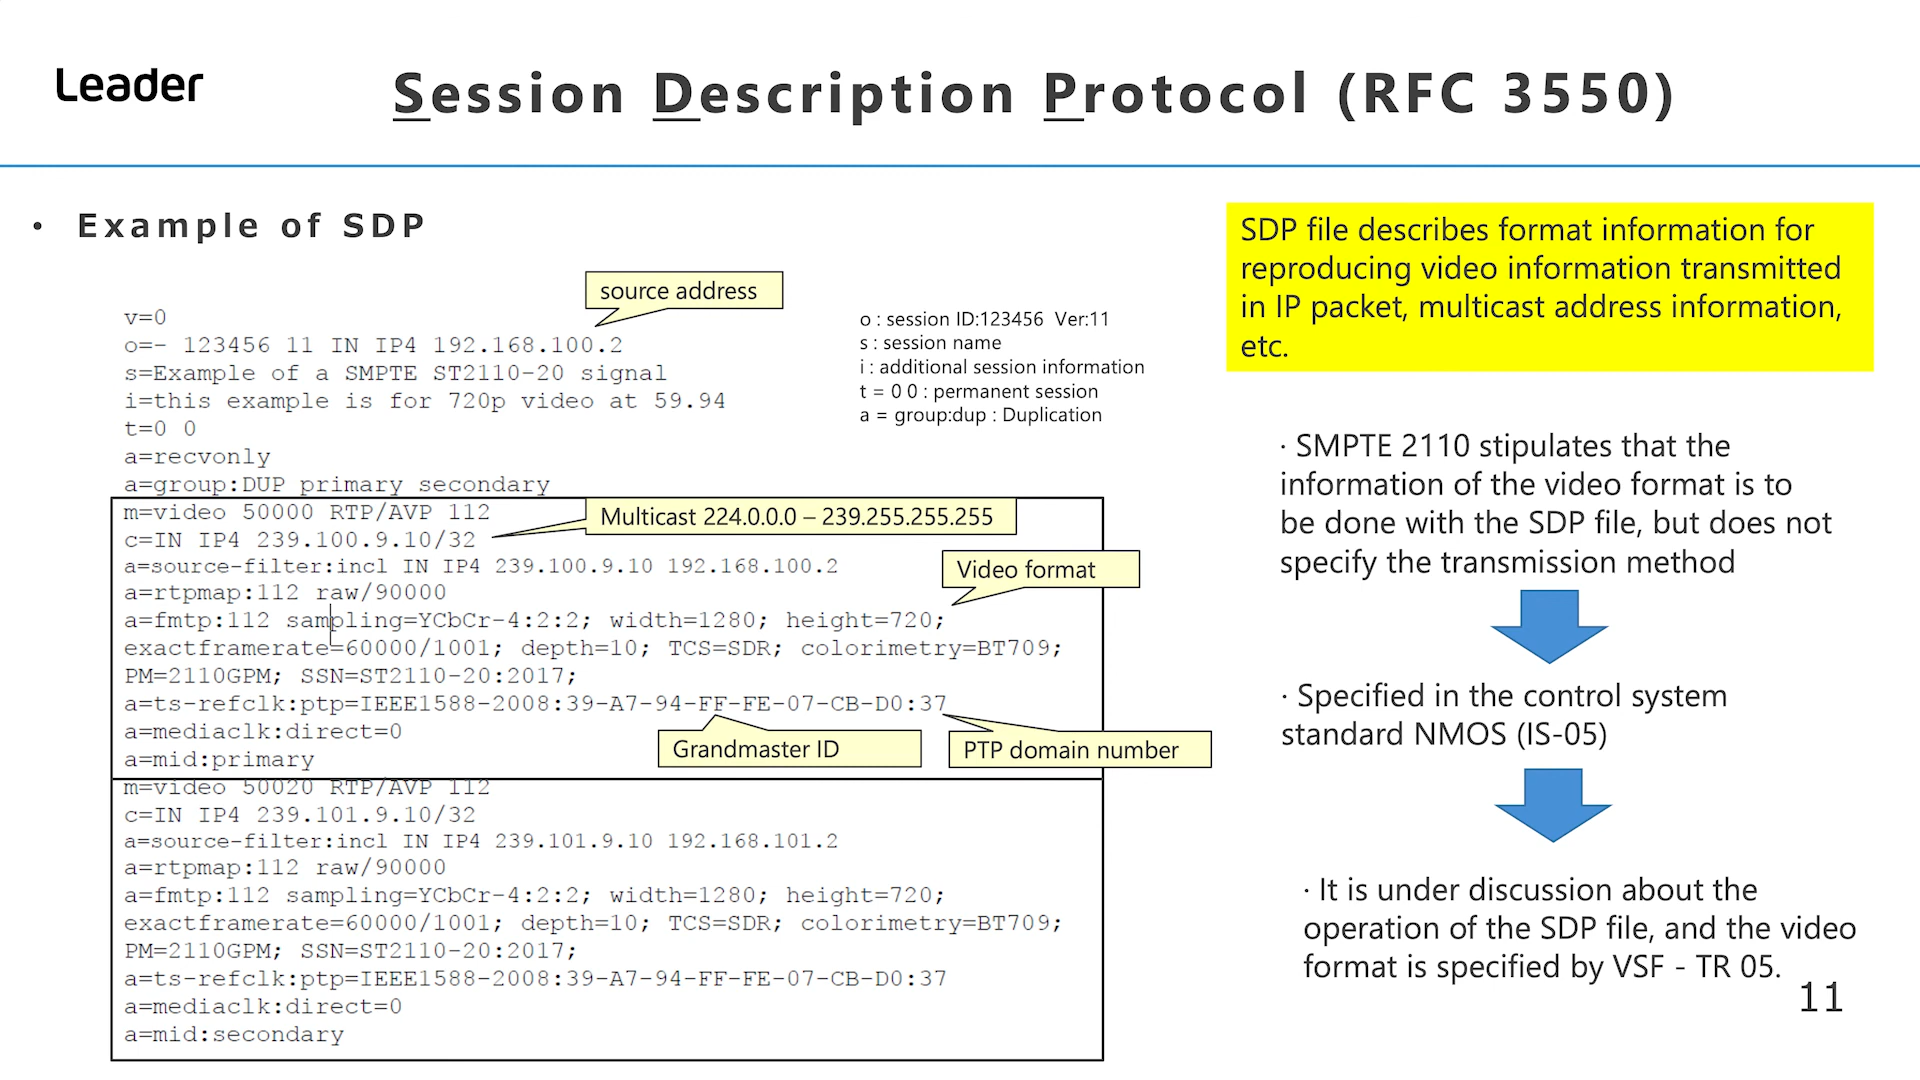 Leader
Session Description Protocol (RFC 3550)
• Example of SDP
source address
v=0
o=- 123456 11 IN IP4 192.168.100.2
s=Example of a SMPTE ST2110-20 signal
i=this example is for 720p video at 59.94
t=0 0
a=recvonly
a=group:DUP primary secondary
o : session ID:123456 Ver:11
s : session name
i : additional session information
t = 0 0 : permanent session
a = group:dup : Duplication
m=video 50000 RTP/AVP 112
Multicast 224.0.0.0 – 239.255.255.255
c=IN IP4 239.100.9.10/32
a=source-filter:incl IN IP4 239.100.9.10 192.168.100.2
Video format
a=rtpmap:112 raw/90000
a=fmtp:112 sampling=YCbCr-4:2:2; width=1280; height=720;
exactframerate=60000/1001; depth=10; TCS=SDR; colorimetry=BT709;
PM=2110GPM; SSN=ST2110-20:2017;
a=ts-refclk:ptp=IEEE1588-2008:39-A7-94-FF-FE-07-CB-D0:37
a=mediaclk:direct=0
Grandmaster ID
PTP domain number
a=mid:primary
m=video 50020 RTP/AVP 112
c=IN IP4 239.101.9.10/32
a=source-filter:incl IN IP4 239.101.9.10 192.168.101.2
a=rtpmap:112 raw/90000
a=fmtp:112 sampling=YCbCr-4:2:2; width=1280; height=720;
exactframerate=60000/1001; depth=10; TCS=SDR; colorimetry=BT709;
PM=2110GPM; SSN=ST2110-20:2017;
a=ts-refclk:ptp=IEEE1588-2008:39-A7-94-FF-FE-07-CB-D0:37
a=mediaclk:direct=0
a=mid:secondary
SDP file describes format information for
reproducing video information transmitted
in IP packet, multicast address information,
etc.
· SMPTE 2110 stipulates that the
information of the video format is to
be done with the SDP file, but does not
specify the transmission method
· Specified in the control system
standard NMOS (IS-05)
· It is under discussion about the
operation of the SDP file, and the video
format is specified by VSF - TR 05.
11